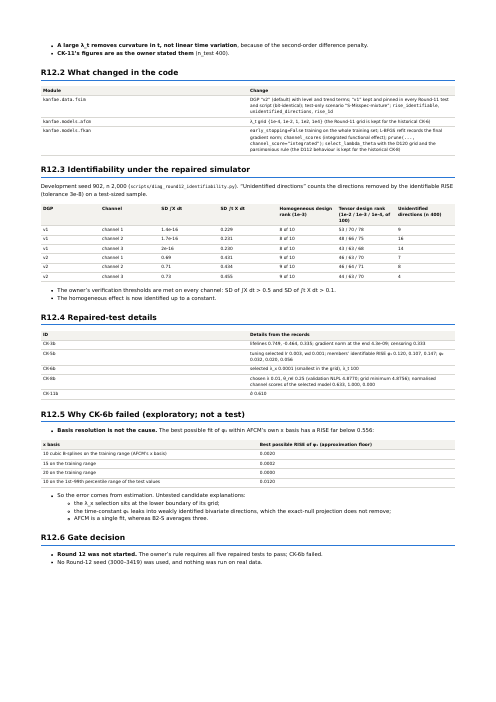 A large λ_t removes curvature in t, not linear time variation, because of the second-order difference penalty.
CK-11's figures are as the owner stated them (n_test 400).
R12.2 What changed in the code
Module Change
kanfae.data.fsim DGP "v2" (default) with level and trend terms; "v1" kept and pinned in every Round-11 test
and script (bit-identical); test-only scenario "S-Mixspec-mixture"; rise_identifiable,
unidentified_directions, rise_id
kanfae.models.afcm λ_t grid {1e-4, 1e-2, 1, 1e2, 1e4} (the Round-11 grid is kept for the historical CK-6)
kanfae.models.fkan early_stopping=False training on the whole training set; L-BFGS refit records the final
gradient norm; channel_scores (integrated functional effect); prune(...,
channel_score="integrated"); select_lambda_theta with the D120 grid and the
parsimonious rule (the D112 behaviour is kept for the historical CK-8)
R12.3 Identifiability under the repaired simulator
Development seed 902, n 2,000 (scripts/diag_round12_identifiability.py). "Unidentified directions" counts the directions removed by the identifiable RISE
(tolerance 3e-8) on a test-sized sample.
DGP Channel SD ∫X dt SD ∫t X dt Homogeneous design rank (1e-3) Tensor design rank (1e-2 / 1e-3 / 1e-4, of 100) Unidentified directions (n 400)
v1 channel 1 1.4e-16 0.229 8 of 10 53 / 70 / 78 9
v1 channel 2 1.7e-16 0.231 8 of 10 48 / 66 / 75 16
v1 channel 3 2e-16 0.230 8 of 10 43 / 63 / 68 14
v2 channel 1 0.69 0.431 9 of 10 46 / 63 / 70 7
v2 channel 2 0.71 0.434 9 of 10 46 / 64 / 71 8
v2 channel 3 0.73 0.455 9 of 10 44 / 63 / 70 4
The owner's verification thresholds are met on every channel: SD of ∫X dt > 0.5 and SD of ∫t X dt > 0.1.
The homogeneous effect is now identified up to a constant.
R12.4 Repaired-test details
ID Details from the records
CK-3b lifelines 0.749, -0.464, 0.335; gradient norm at the end 4.3e-09; censoring 0.333
CK-5b tuning selected lr 0.003, wd 0.001; members' identifiable RISE φ₁ 0.120, 0.107, 0.147; φ₂
0.032, 0.020, 0.056
CK-6b selected λ_x 0.0001 (smallest in the grid), λ_t 100
CK-8b chosen λ 0.01, θ_rel 0.25 (validation NLPL 4.8770; grid minimum 4.8756); normalised
channel scores of the selected model 0.633, 1.000, 0.000
CK-11b ĉ 0.610
R12.5 Why CK-6b failed (exploratory; not a test)
Basis resolution is not the cause. The best possible fit of φ₁ within AFCM's own x basis has a RISE far below 0.556:
x basis Best possible RISE of φ₁ (approximation floor)
10 cubic B-splines on the training range (AFCM's x basis) 0.0020
15 on the training range 0.0002
20 on the training range 0.0000
10 on the 1st–99th percentile range of the test values 0.0120
So the error comes from estimation. Untested candidate explanations:
the λ_x selection sits at the lower boundary of its grid;
the time-constant φ₁ leaks into weakly identified bivariate directions, which the exact-null projection does not remove;
AFCM is a single fit, whereas B2-S averages three.
R12.6 Gate decision
Round 12 was not started. The owner's rule requires all five repaired tests to pass; CK-6b failed.
No Round-12 seed (3000–3419) was used, and nothing was run on real data.